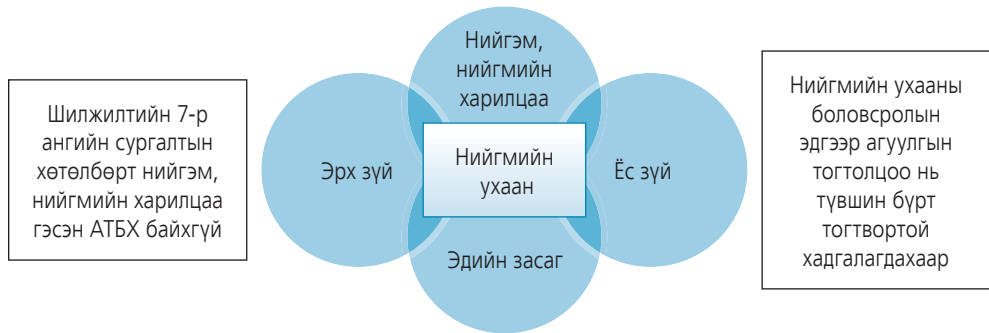 Шилжилтийн 7-р
ангийн сургалтын
хөтөлбөрт нийгэм,
нийгмийн харилцаа
гэсэн АТБХ байхгүй
Нийгэм,
нийгмийн
харилцаа
Эрх зүй
Нийгмийн
ухаан
Ёс зүй
Эдийн засаг
Нийгмийн ухааны
боловсролын
эдгээр агуулгын
тогтолцоо нь
түвшин бүрт
тогтвортой
хадгалагдахаар